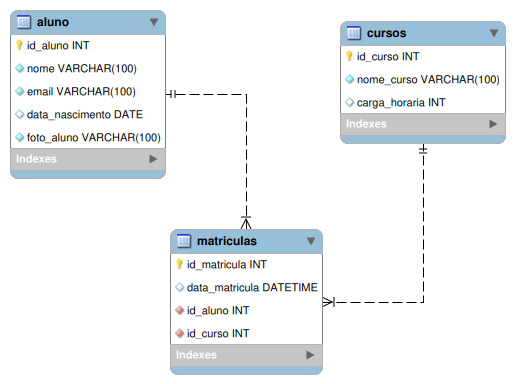 aluno
id_aluno INT
nome VARCHAR(100)
email VARCHAR(100)
data_nascimento DATE
foto_aluno VARCHAR(100)
Indexes
cursos
id_curso INT
nome_curso VARCHAR(100)
carga_horaria INT
Indexes
matriculas
id_matricula INT
data_matricula DATETIME
id_aluno INT
id_curso INT
Indexes